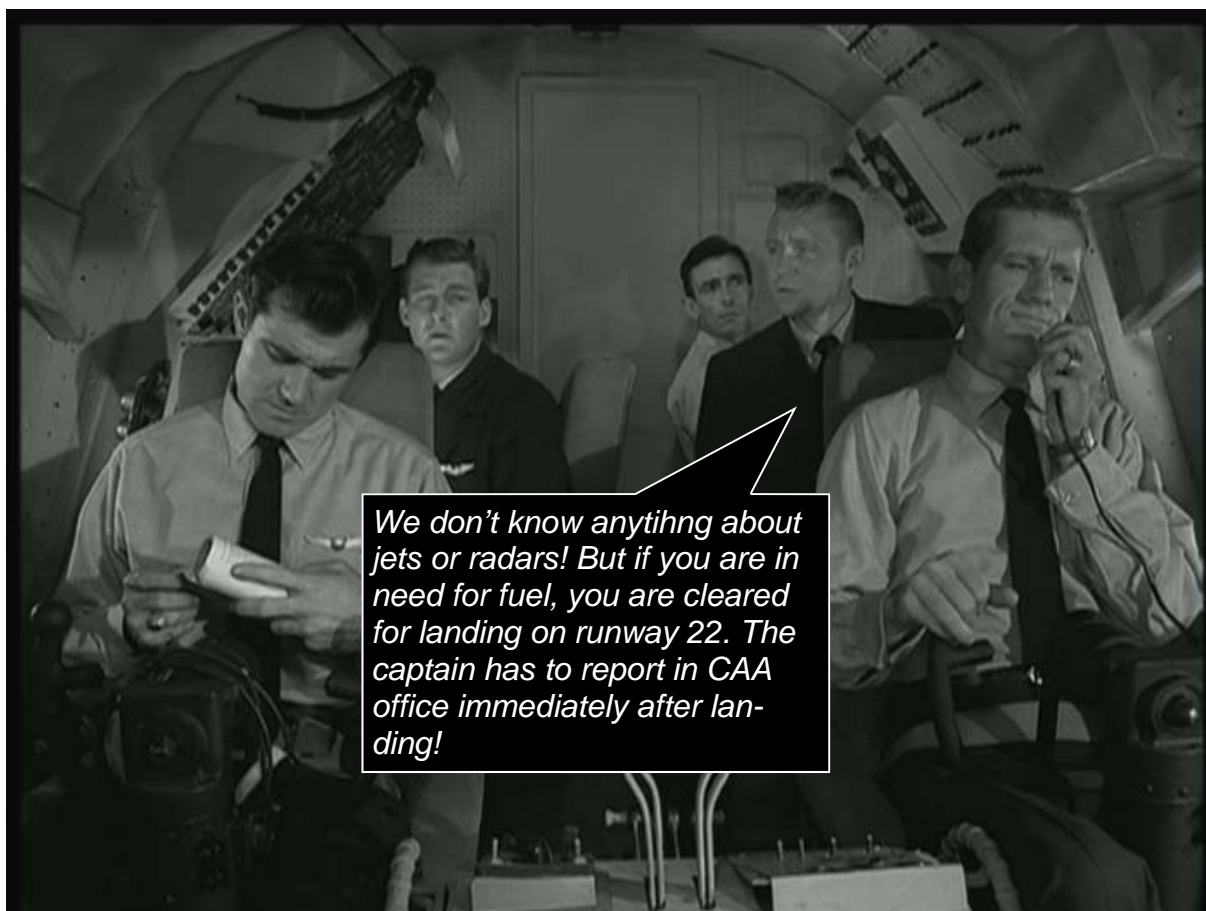 We don't know anytihng about
jets or radars! But if you are in
need for fuel, you are cleared
for landing on runway 22. The
captain has to report in CAA
office immediately after lan-
ding!